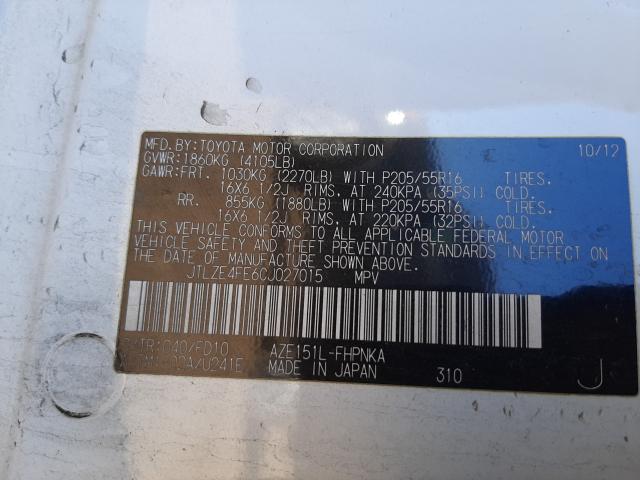 MFD.BY:TOYOTA MOTOR CORPORATION 10/12
GVWR:1860KG (4105LB)
GAWR:FRT. 1030KG (2270LB) WITH P205/55R16 TIRES.
16X6 1/2J RIMS, AT 240KPA (35PSI) COLD.
RR. 855KG (1880LB) WITH P205/55R16 TIRES.
16X6 1/2J RIMS, AT 220KPA (32PSI) COLD.
THIS VEHICLE CONFORMS TO ALL APPLICABLE FEDERAL MOTOR
VEHICLE SAFETY AND THEFT PREVENTION STANDARDS IN EFFECT ON
THE DATE OF MANUFACTURE SHOWN ABOVE.
JTLZE4FE6CJ027015 MPV
C/TR:040/FD10 AZE151L-FHPNKA
MADE IN JAPAN 310 J